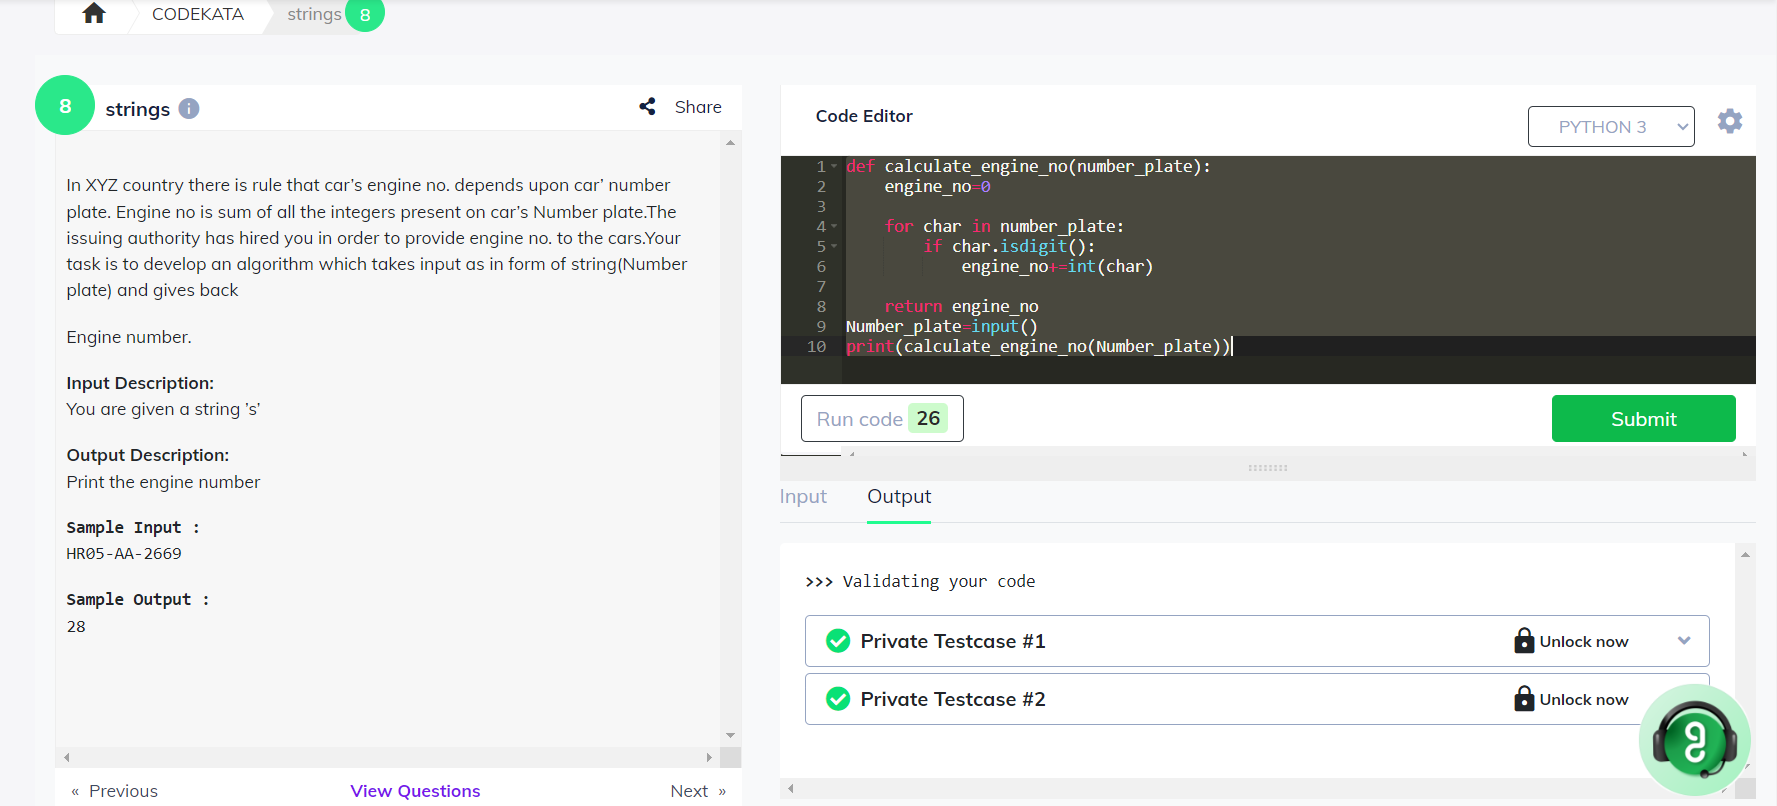 CODEKATA
strings 8
8
strings
Share
In XYZ country there is rule that car's engine no. depends upon car' number
plate. Engine no is sum of all the integers present on car's Number plate.The
issuing authority has hired you in order to provide engine no. to the cars.Your
task is to develop an algorithm which takes input as in form of string(Number
plate) and gives back
Engine number.
Input Description:
You are given a string 's'
Output Description:
Print the engine number
Sample Input :
HR05-AA-2669
Sample Output :
28
« Previous
View Questions
Next »
Code Editor
PYTHON 3
1 def calculate_engine_no(number_plate):
2     engine_no=0
3
4     for char in number_plate:
5         if char.isdigit():
6             engine_no+=int(char)
7
8     return engine_no
9 Number_plate=input()
10 print(calculate_engine_no(Number_plate))
Run code 26
Submit
Input
Output
>>> Validating your code
Private Testcase #1
Unlock now
Private Testcase #2
Unlock now